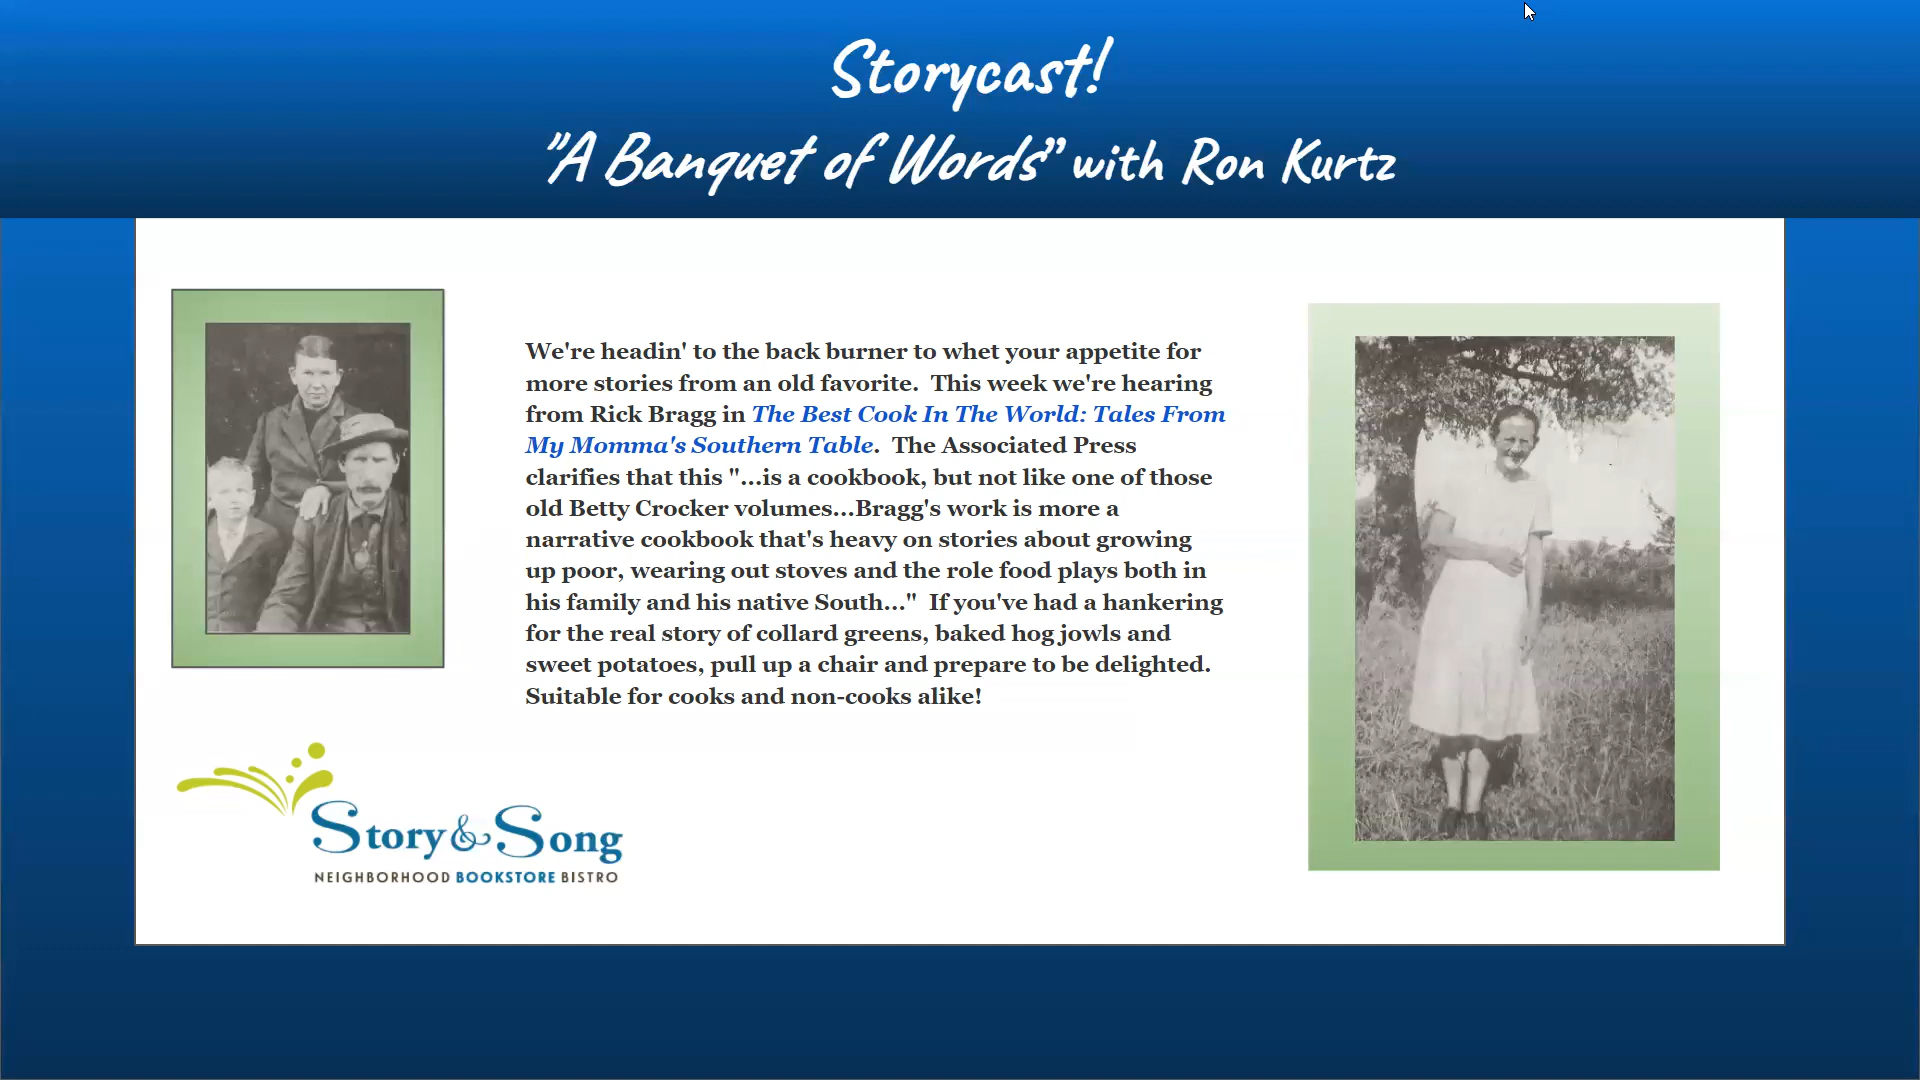 Storycast!
"A Banquet of Words” with Ron Kurtz
We're headin' to the back burner to whet your appetite for
more stories from an old favorite.  This week we're hearing
from Rick Bragg in The Best Cook In The World: Tales From
My Momma's Southern Table.  The Associated Press
clarifies that this "...is a cookbook, but not like one of those
old Betty Crocker volumes...Bragg's work is more a
narrative cookbook that's heavy on stories about growing
up poor, wearing out stoves and the role food plays both in
his family and his native South..."  If you've had a hankering
for the real story of collard greens, baked hog jowls and
sweet potatoes, pull up a chair and prepare to be delighted.
Suitable for cooks and non-cooks alike!
Story & Song
NEIGHBORHOOD BOOKSTORE BISTRO